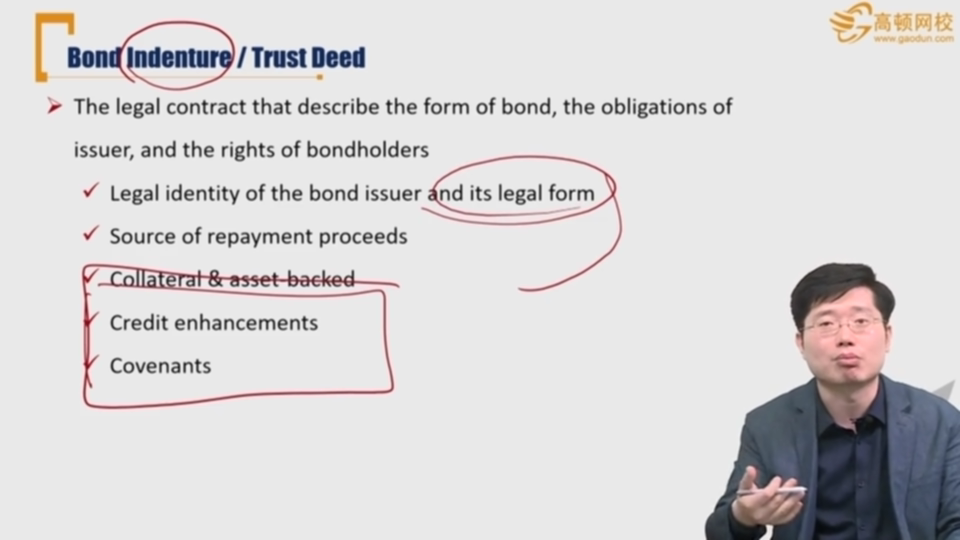 高顿网校
www.gaodun.com
Bond Indenture / Trust Deed
The legal contract that describe the form of bond, the obligations of
issuer, and the rights of bondholders
Legal identity of the bond issuer and its legal form
Source of repayment proceeds
Collateral & asset-backed
Credit enhancements
Covenants